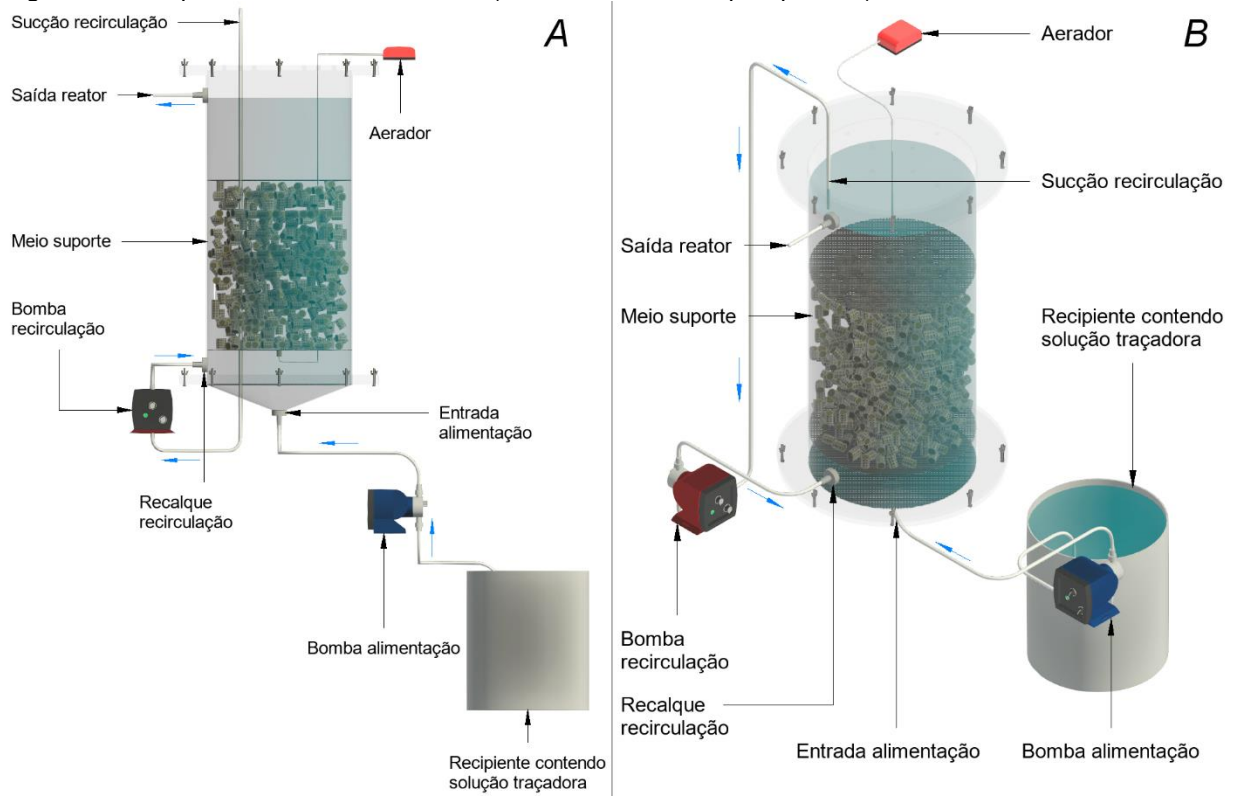 Sucção recirculação
A
Saída reator
Aerador
Meio suporte
Bomba
recirculação
Entrada
alimentação
Recalque
recirculação
Bomba alimentação
Recipiente contendo
solução traçadora
B
Aerador
Sucção recirculação
Saída reator
Meio suporte
Recipiente contendo
solução traçadora
Bomba
recirculação
Recalque
recirculação
Entrada alimentação
Bomba alimentação